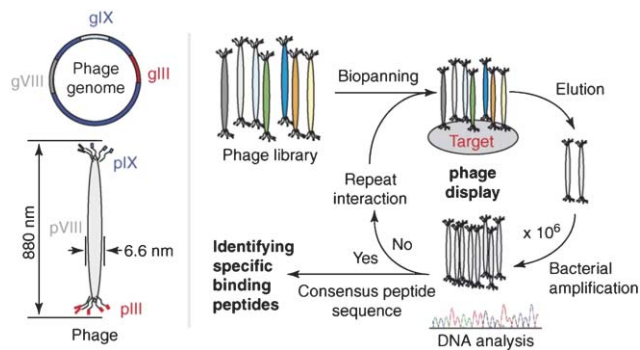 gIX
gVIII
Phage
genome
gIII
pIX
880 nm
pVIII
6.6 nm
pIII
Phage
Phage library
Biopanning
Target
phage
display
Elution
x 10⁶
Bacterial
amplification
DNA analysis
Repeat
interaction
No
Yes
Consensus peptide
sequence
Identifying
specific
binding
peptides